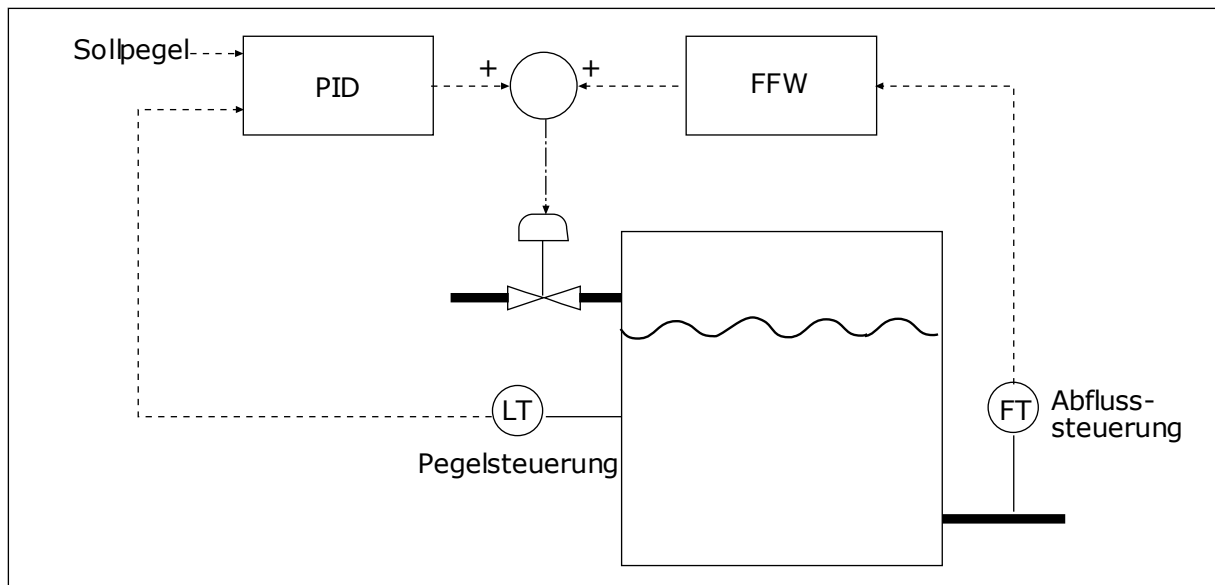 Sollpegel
PID
+
+
FFW
LT
Pegelsteuerung
FT
Abfluss-
steuerung